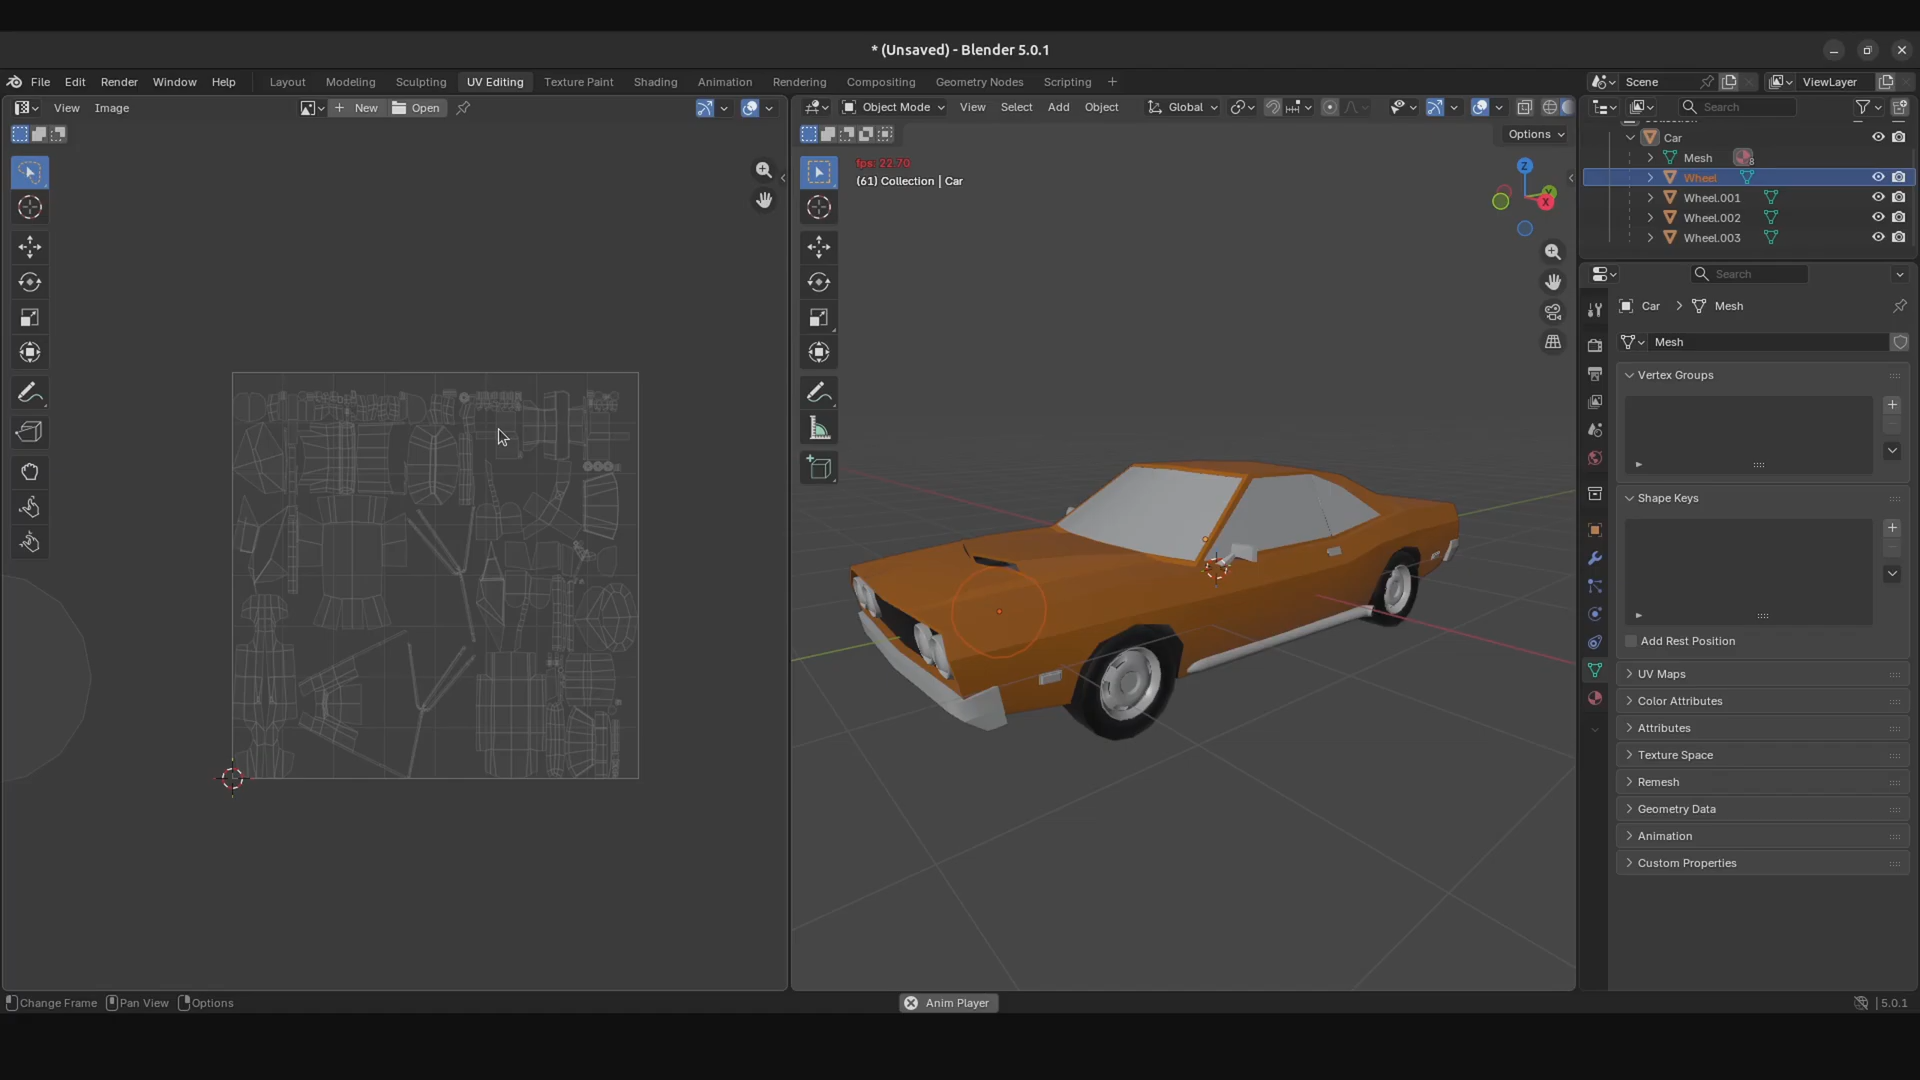 * (Unsaved) - Blender 5.0.1
File Edit Render Window Help Layout Modeling Sculpting UV Editing Texture Paint Shading Animation Rendering Compositing Geometry Nodes Scripting Scene ViewLayer
View Image New Open
Object Mode View Select Add Object Global
Options
Search
Car
Mesh 8
Wheel
Wheel.001
Wheel.002
Wheel.003
fps: 22.70
(61) Collection | Car
Z
X
Search
Car Mesh
Mesh
Vertex Groups
Shape Keys
Add Rest Position
UV Maps
Color Attributes
Attributes
Texture Space
Remesh
Geometry Data
Animation
Custom Properties
Change Frame Pan View Options Anim Player 5.0.1